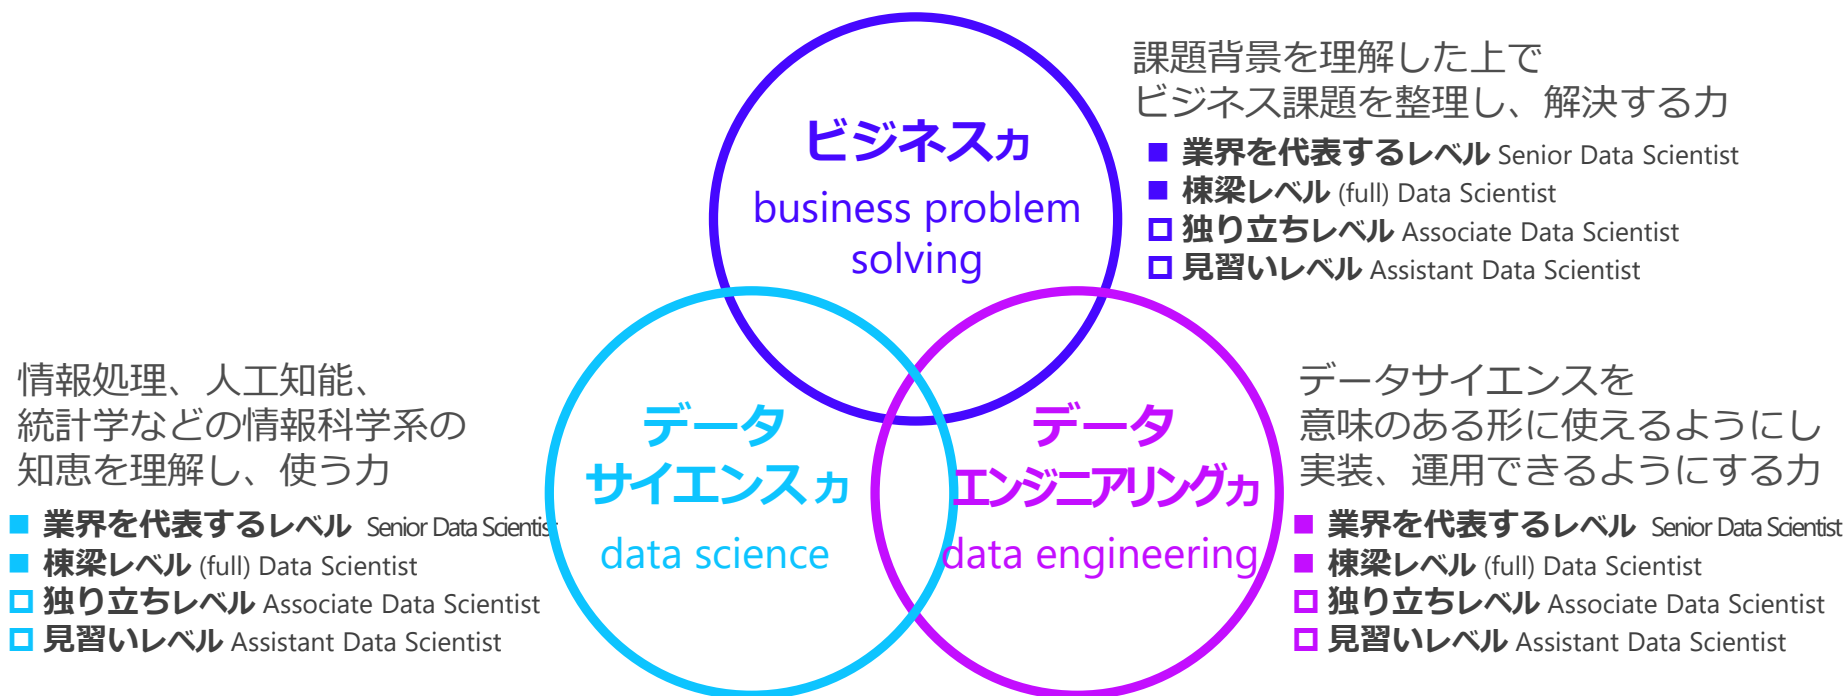 課題背景を理解した上で
ビジネス課題を整理し、解決する力
■ 業界を代表するレベル Senior Data Scientist
■ 棟梁レベル (full) Data Scientist
□ 独り立ちレベル Associate Data Scientist
□ 見習いレベル Assistant Data Scientist
ビジネス力
business problem
solving
情報処理、人工知能、
統計学などの情報科学系の
知恵を理解し、使う力
■ 業界を代表するレベル Senior Data Scientist
■ 棟梁レベル (full) Data Scientist
□ 独り立ちレベル Associate Data Scientist
□ 見習いレベル Assistant Data Scientist
データ
サイエンス力
data science
データ
エンジニアリング力
data engineering
データサイエンスを
意味のある形に使えるようにし
実装、運用できるようにする力
■ 業界を代表するレベル Senior Data Scientist
■ 棟梁レベル (full) Data Scientist
□ 独り立ちレベル Associate Data Scientist
□ 見習いレベル Assistant Data Scientist